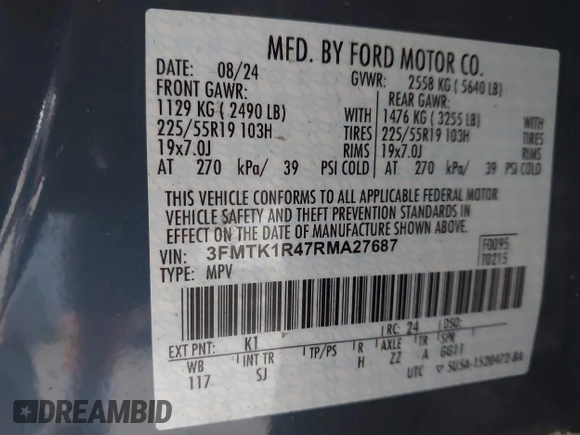 MFD. BY FORD MOTOR CO.
DATE: 08/24 GVWR: 2558 KG ( 5640 LB)
FRONT GAWR: REAR GAWR:
1129 KG ( 2490 LB) WITH 1476 KG ( 3255 LB) WITH
225/55R19 103H TIRES 225/55R19 103H TIRES
19x7.0J RIMS 19x7.0J RIMS
AT 270 kPa/ 39 PSI COLD AT 270 kPa/ 39 PSI COLD
THIS VEHICLE CONFORMS TO ALL APPLICABLE FEDERAL MOTOR
VEHICLE SAFETY AND THEFT PREVENTION STANDARDS IN
EFFECT ON THE DATE OF MANUFACTURE SHOWN ABOVE.
VIN: 3FMTK1R47RMA27687 F0095
TYPE: MPV T0215
EXT PNT: K1 RC: 24 DSO:
WB INT TR TP/PS R AXLE TR SPR
117 SJ H ZZ A GG11
UTC ▽ 5USA-1520472-BA
DREAMBID